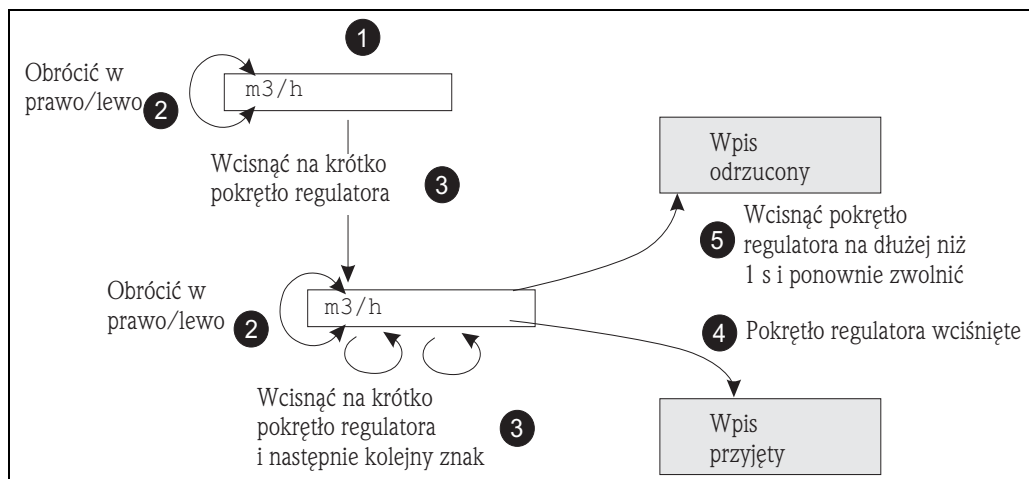 1
Obrócić w
prawo/lewo
2
m3/h
Wcisnąć na krótko
pokrętło regulatora
3
Wpis
odrzucony
5
Wcisnąć pokrętło
regulatora na dłużej niż
1 s i ponownie zwolnić
Obrócić w
prawo/lewo
2
m3/h
4
Pokrętło regulatora wciśnięte
Wcisnąć na krótko
pokrętło regulatora
i następnie kolejny znak
3
Wpis
przyjęty